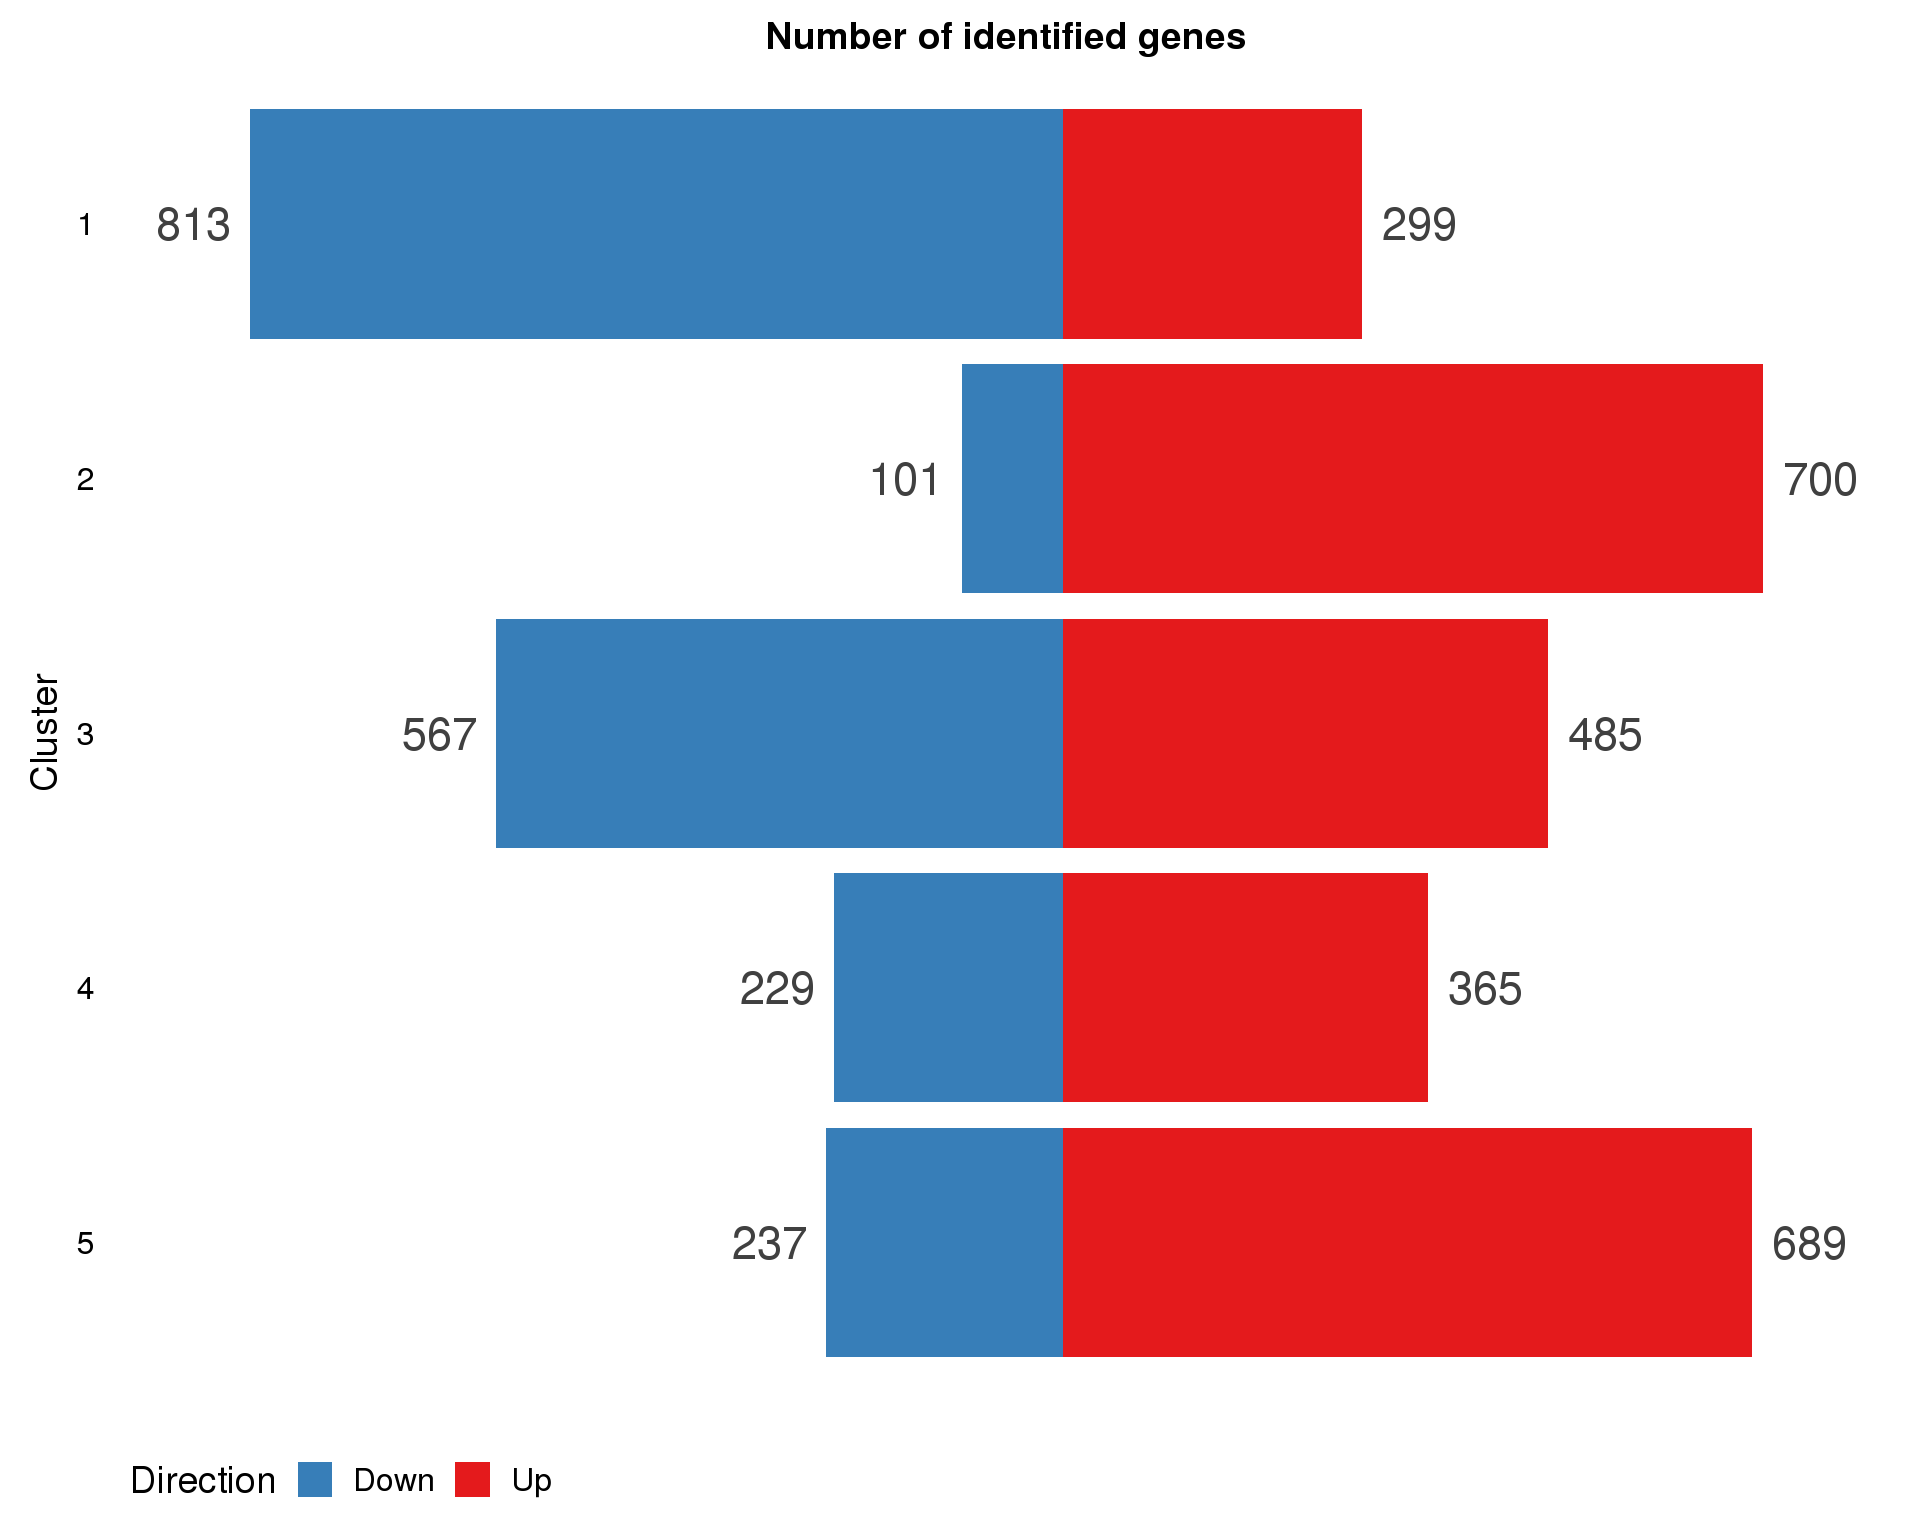 Number of identified genes
1 813 299
2 101 700
Cluster
3 567 485
4 229 365
5 237 689
Direction Down Up